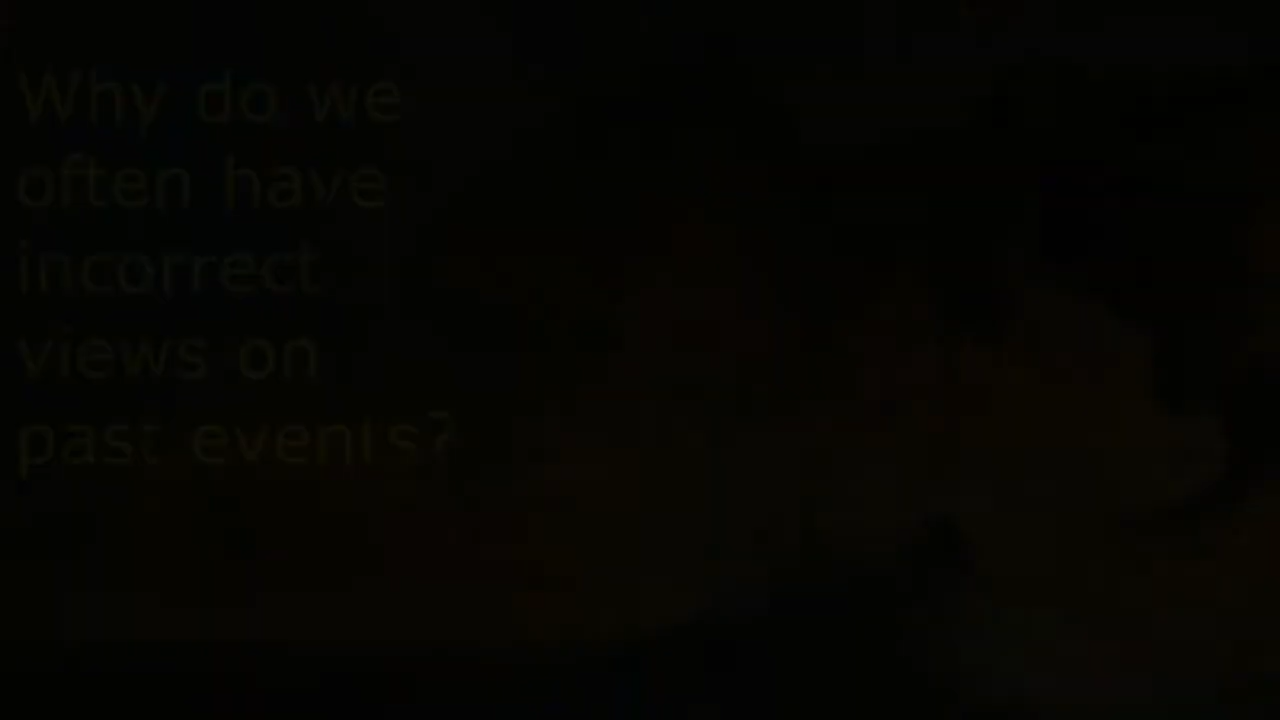 Why do we
often have
incorrect
views on
past events?